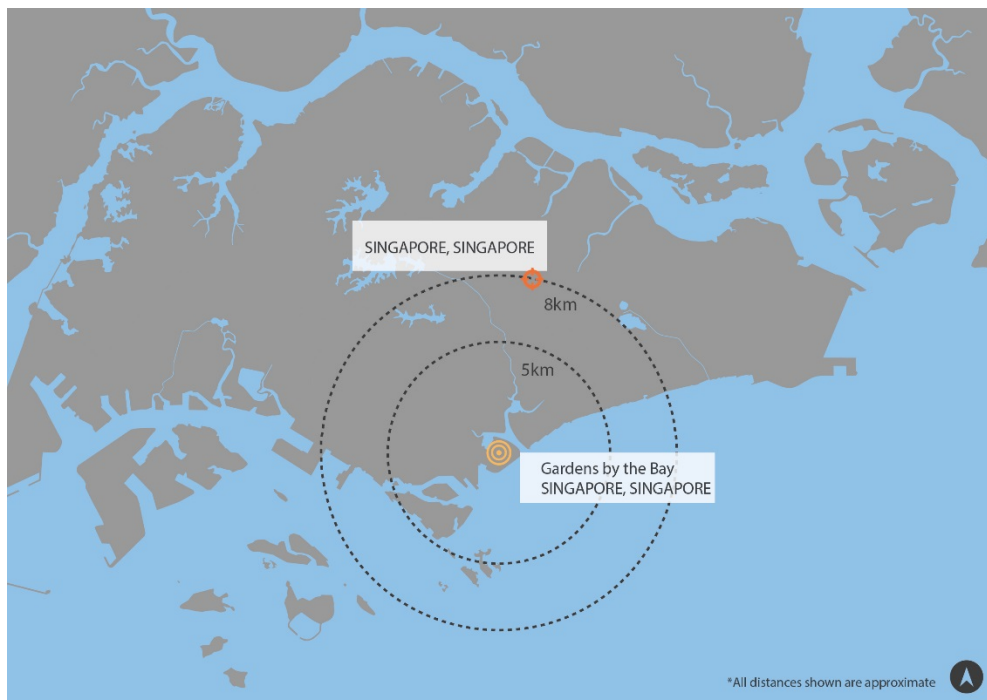 SINGAPORE, SINGAPORE
8km
5km
Gardens by the Bay
SINGAPORE, SINGAPORE
*All distances shown are approximate